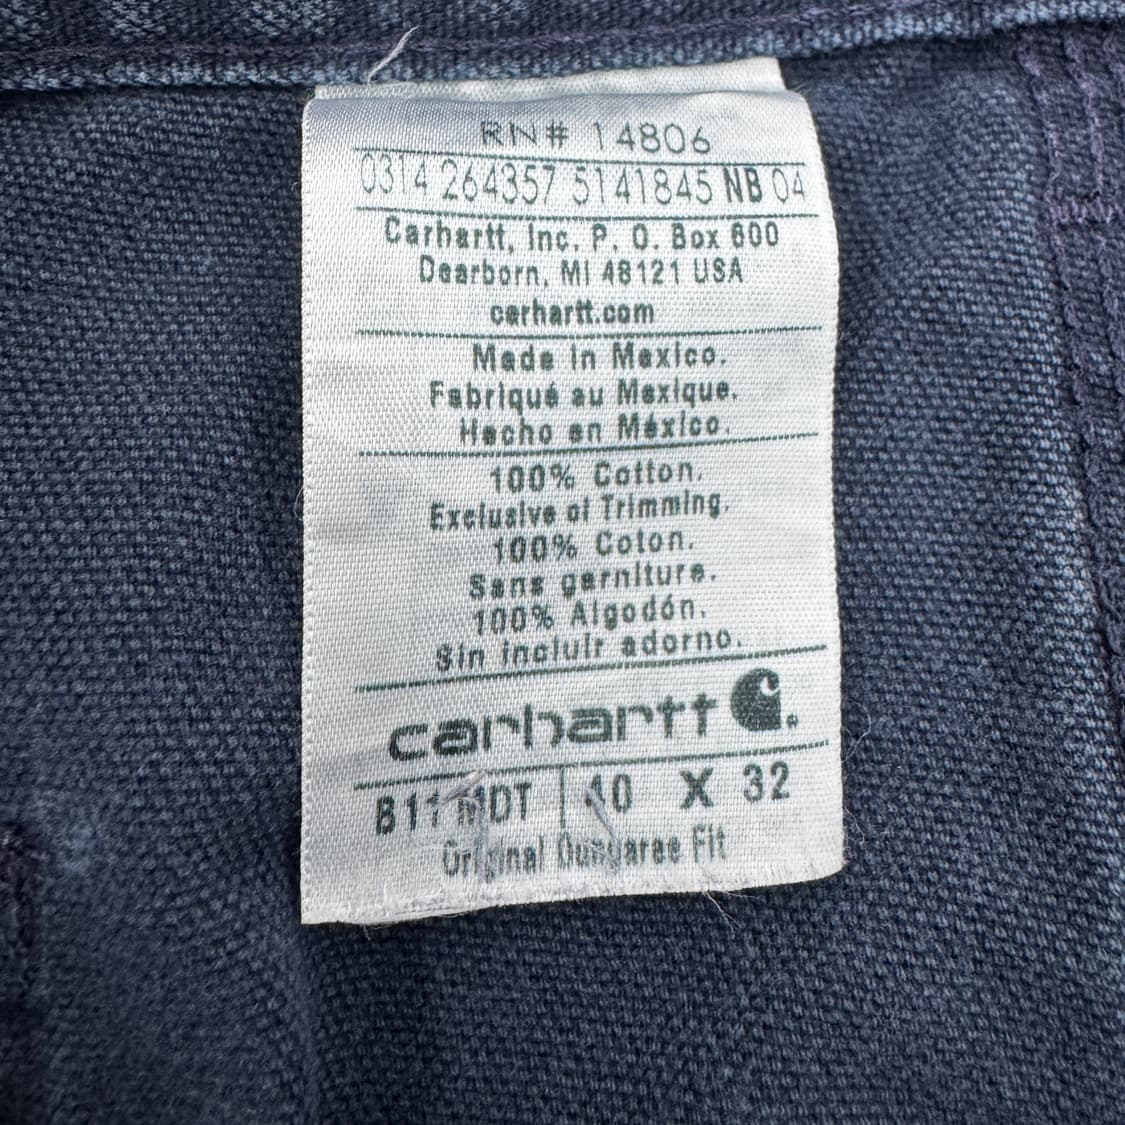 RN# 14806
0314 264357 5141845 NB 04
Carhartt, Inc. P. O. Box 600
Dearborn, MI 48121 USA
carhartt.com
Made in Mexico.
Fabriqué au Mexique.
Hecho en México.
100% Cotton.
Exclusive of Trimming.
100% Coton.
Sans garniture.
100% Algodón.
Sin incluir adorno.
carhartt
B11 MDT 40 X 32
Original Dungaree Fit